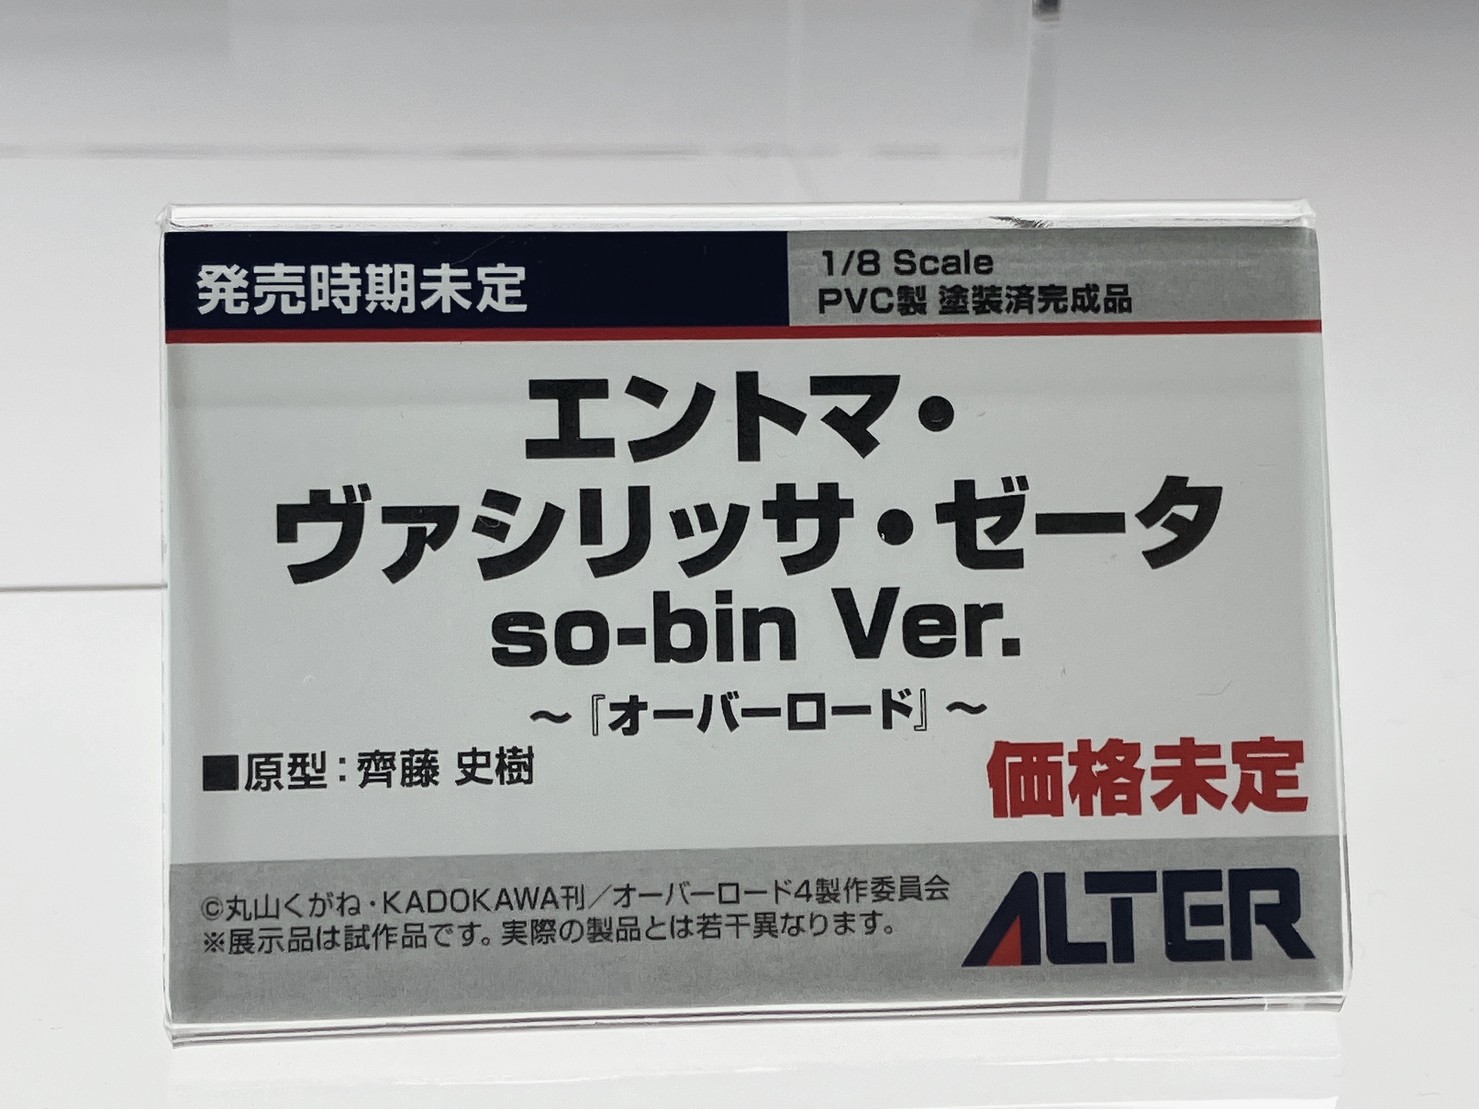 発売時期未定
1/8 Scale
PVC製 塗装済完成品
エントマ・
ヴァシリッサ・ゼータ
so-bin Ver.
～『オーバーロード』～
■原型：齊藤 史樹
価格未定
©丸山くがね・KADOKAWA刊／オーバーロード4製作委員会
※展示品は試作品です。実際の製品とは若干異なります。
ALTER